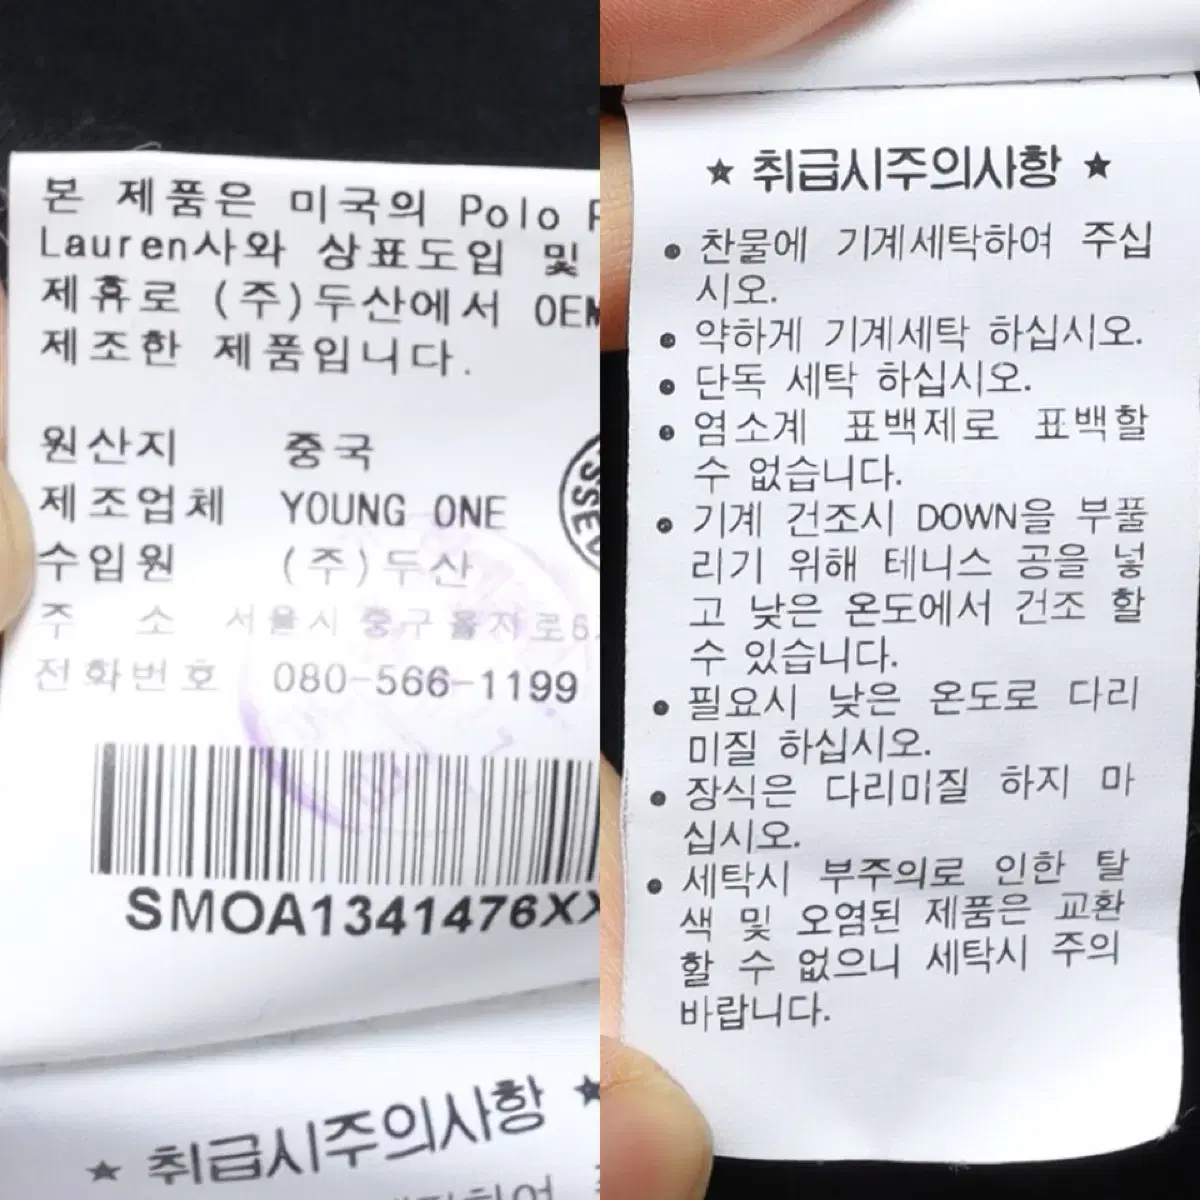 본 제품은 미국의 Polo
Lauren사와 상표도입 및
제휴로 (주)두산에서 OEM
제조한 제품입니다.
원산지 중국
제조업체 YOUNG ONE
수입원 (주)두산
주 소 서울시 중구 을지로6
전화번호 080-566-1199
SMOA1341476XX
★ 취급시주의사항 ★
★ 취급시주의사항 ★
• 찬물에 기계세탁하여 주십
시오.
• 약하게 기계세탁 하십시오.
• 단독 세탁 하십시오.
• 염소계 표백제로 표백할
수 없습니다.
• 기계 건조시 DOWN을 부풀
리기 위해 테니스 공을 넣
고 낮은 온도에서 건조 할
수 있습니다.
• 필요시 낮은 온도로 다리
미질 하십시오.
• 장식은 다리미질 하지 마
십시오.
• 세탁시 부주의로 인한 탈
색 및 오염된 제품은 교환
할 수 없으니 세탁시 주의
바랍니다.